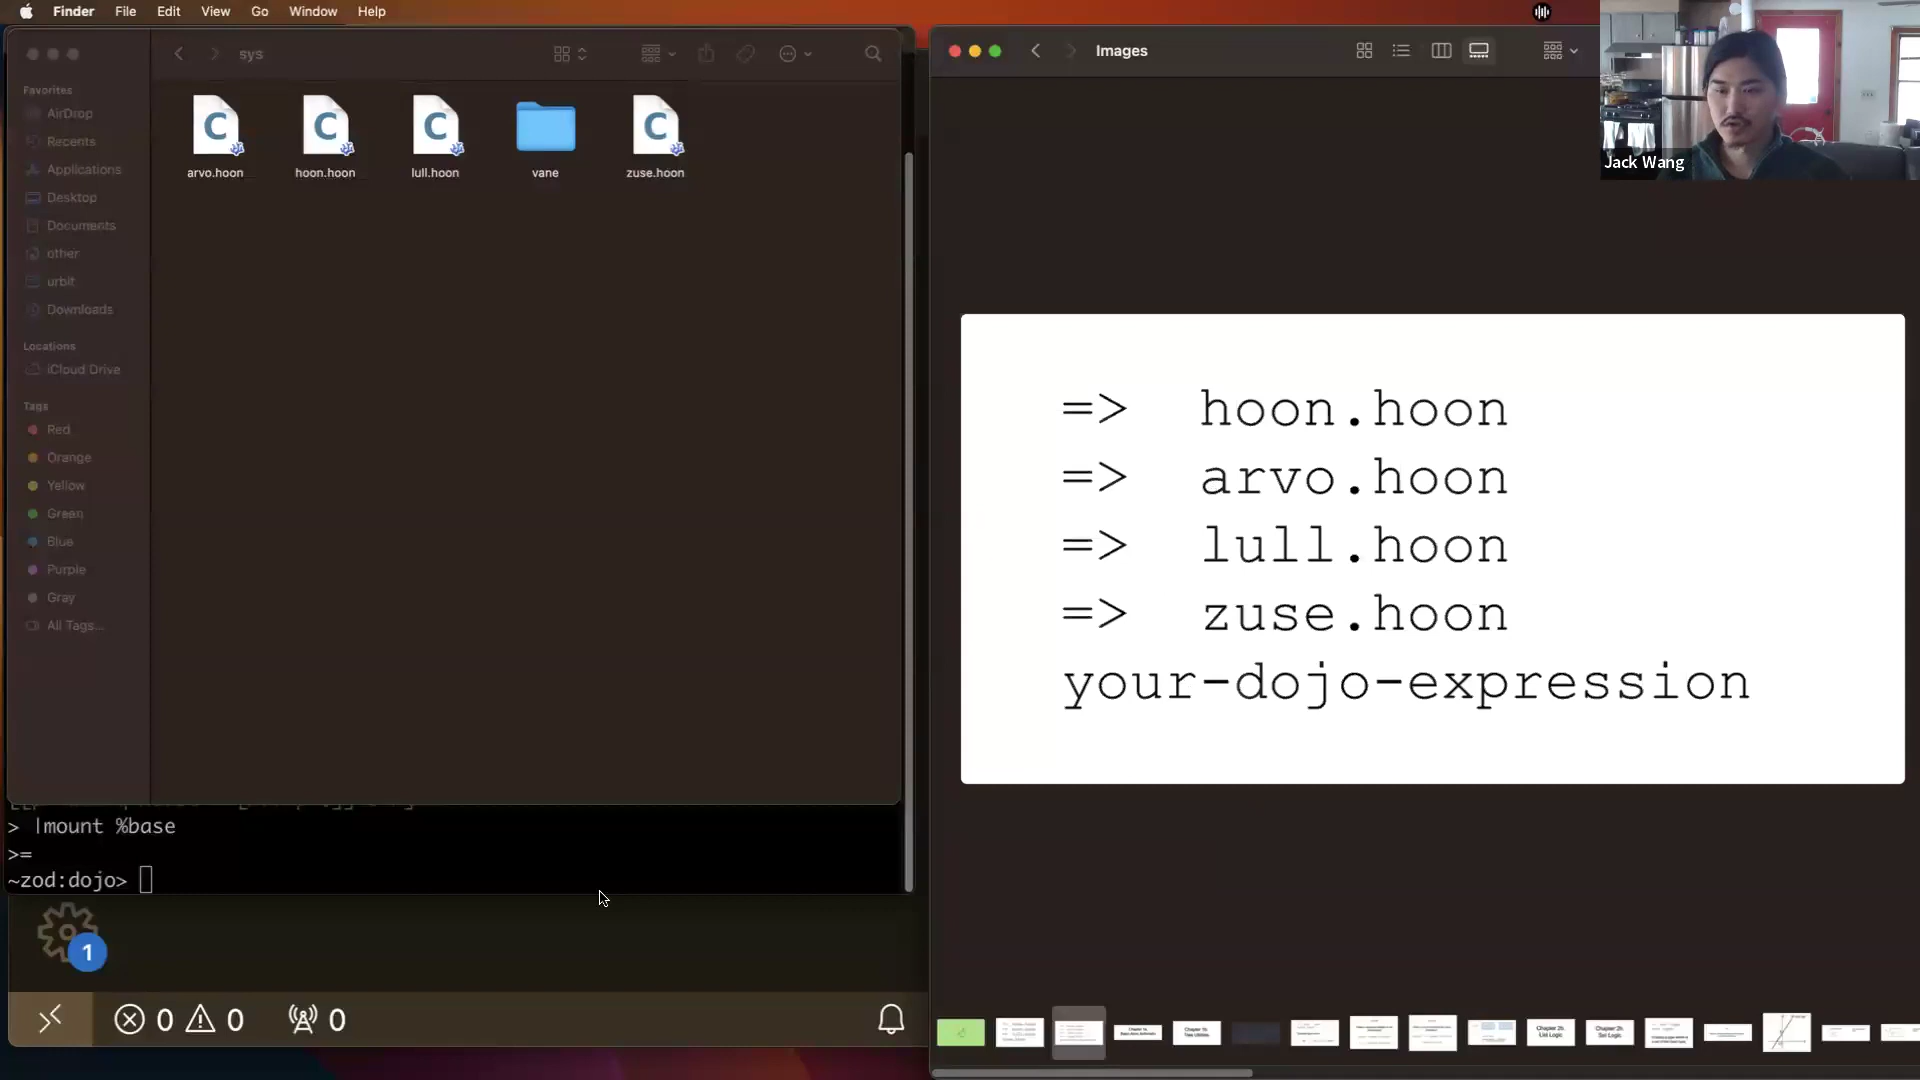 Finder File Edit View Go Window Help
sys
Favorites
AirDrop
Recents
Applications
Desktop
Documents
other
urbit
Downloads
Locations
iCloud Drive
Tags
Red
Orange
Yellow
Green
Blue
Purple
Gray
All Tags...
arvo.hoon
hoon.hoon
lull.hoon
vane
zuse.hoon
> |mount %base
>=
~zod:dojo>
1
0 0 0
Images
Jack Wang
=> hoon.hoon
=> arvo.hoon
=> lull.hoon
=> zuse.hoon
your-dojo-expression